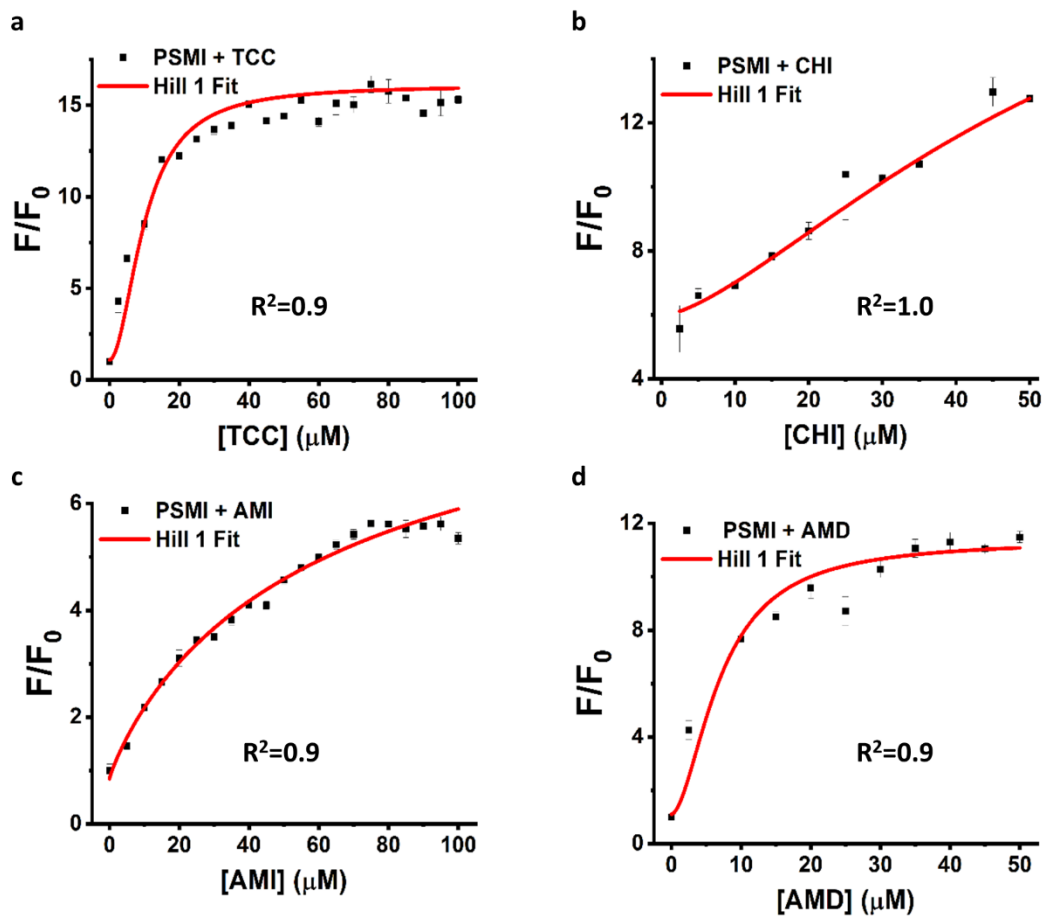 a
PSMI + TCC
Hill 1 Fit
15
10
5
0
F/F0
R²=0.9
0 20 40 60 80 100
[TCC] (μM)
b
PSMI + CHI
Hill 1 Fit
12
8
4
F/F0
R²=1.0
0 10 20 30 40 50
[CHI] (μM)
c
PSMI + AMI
Hill 1 Fit
6
4
2
0
F/F0
R²=0.9
0 20 40 60 80 100
[AMI] (μM)
d
PSMI + AMD
Hill 1 Fit
12
8
4
0
F/F0
R²=0.9
0 10 20 30 40 50
[AMD] (μM)